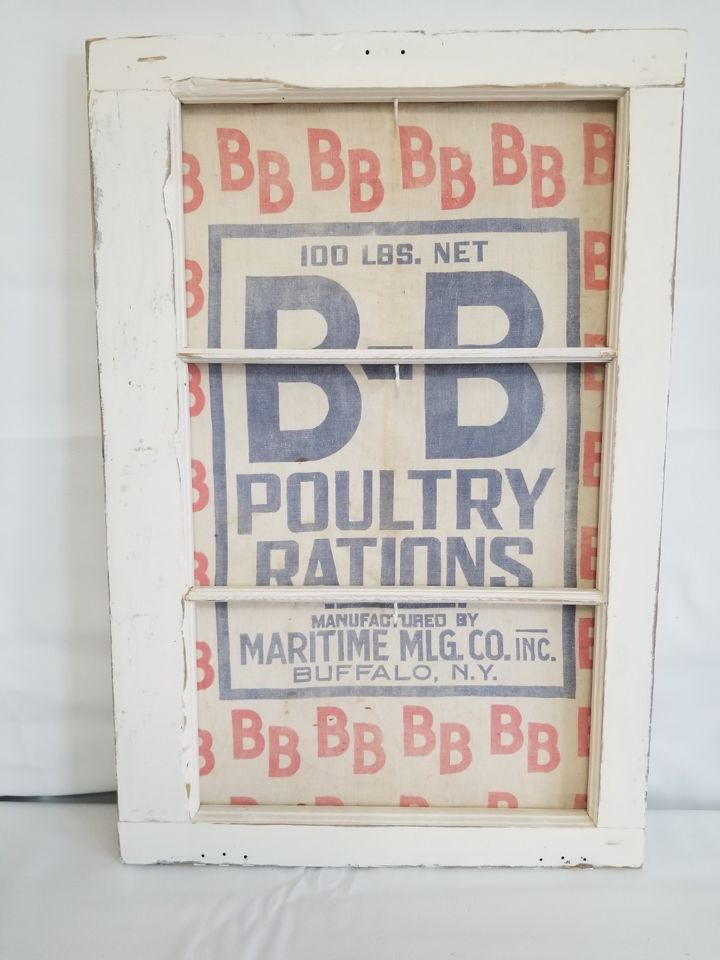 BB BB BB BB B
100 LBS. NET
B-B
POULTRY
RATIONS
MANUFACTURED BY
MARITIME MLG. CO. INC.
BUFFALO, N.Y.
B
B
B
B
B
B
B
B
B
B
B
B
BB BB BB BB